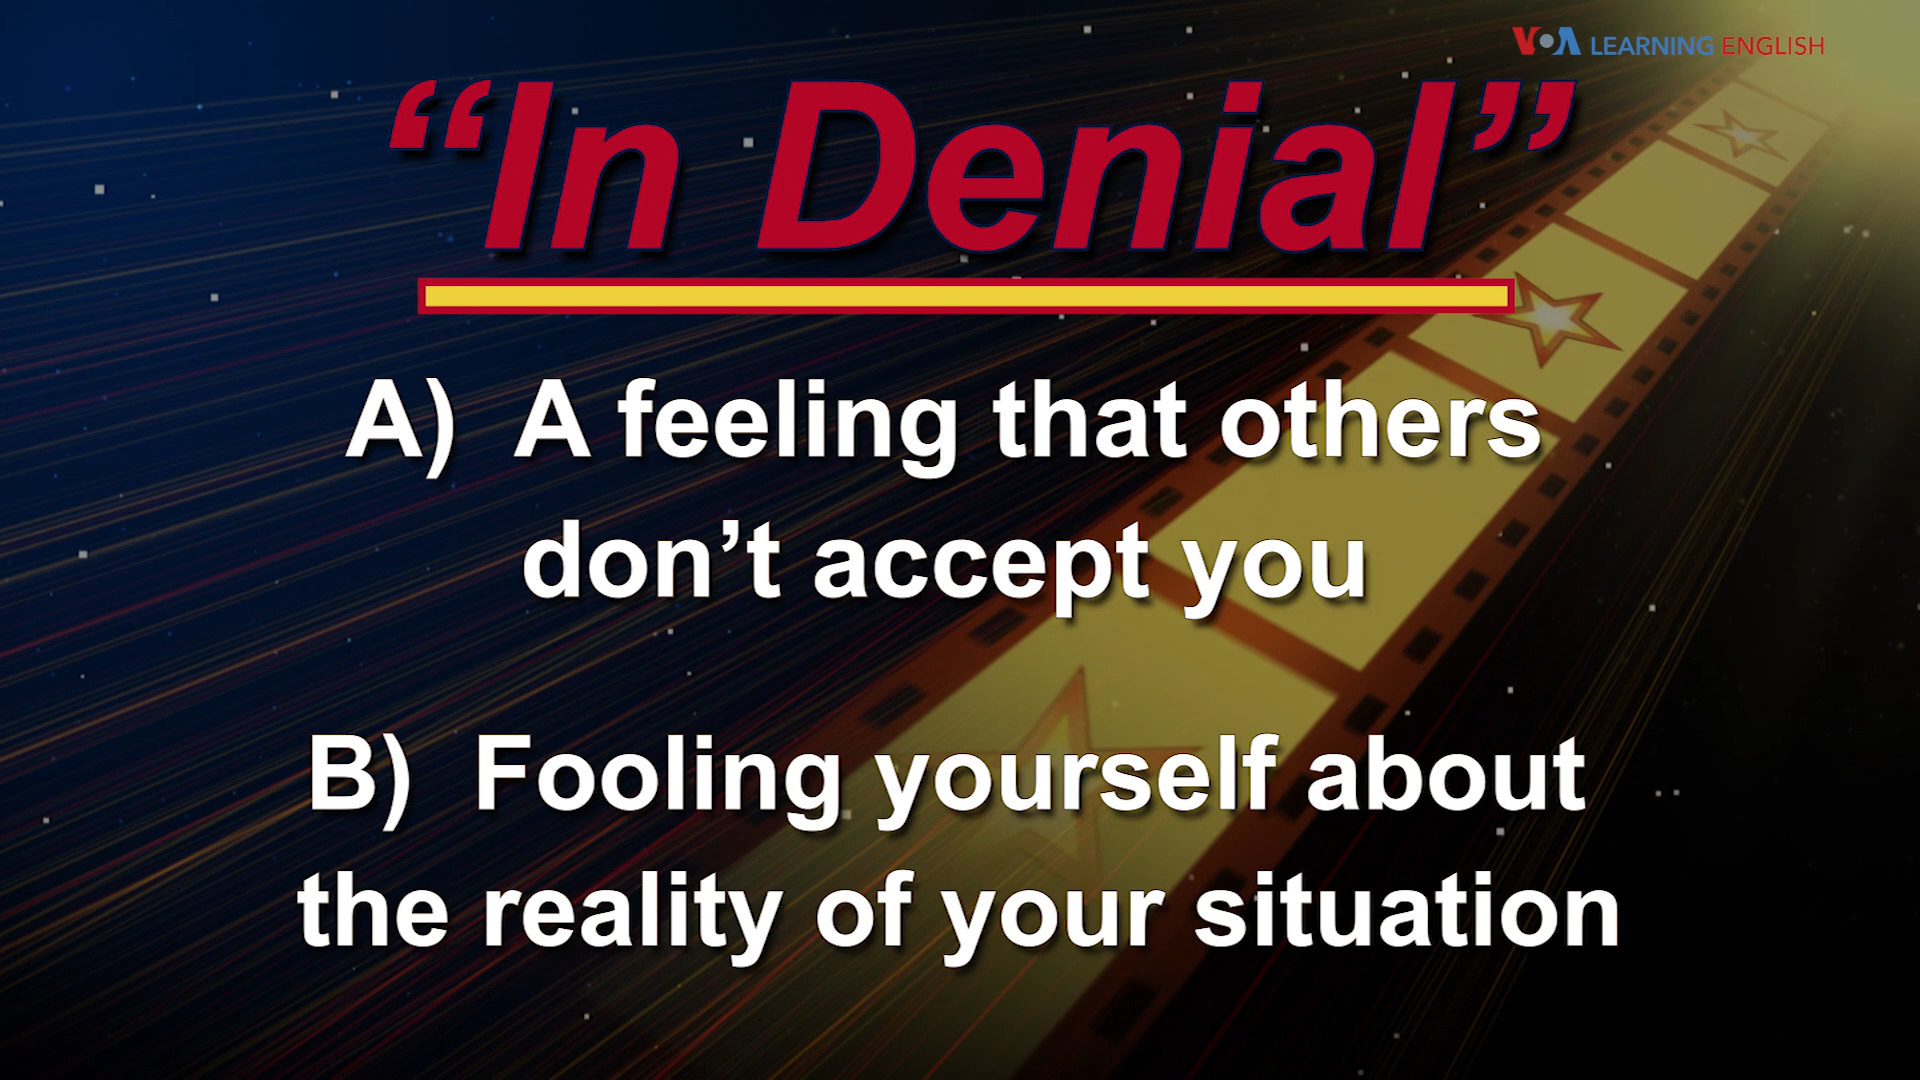 VOA LEARNING ENGLISH
“In Denial”
A) A feeling that others
don’t accept you
B) Fooling yourself about
the reality of your situation